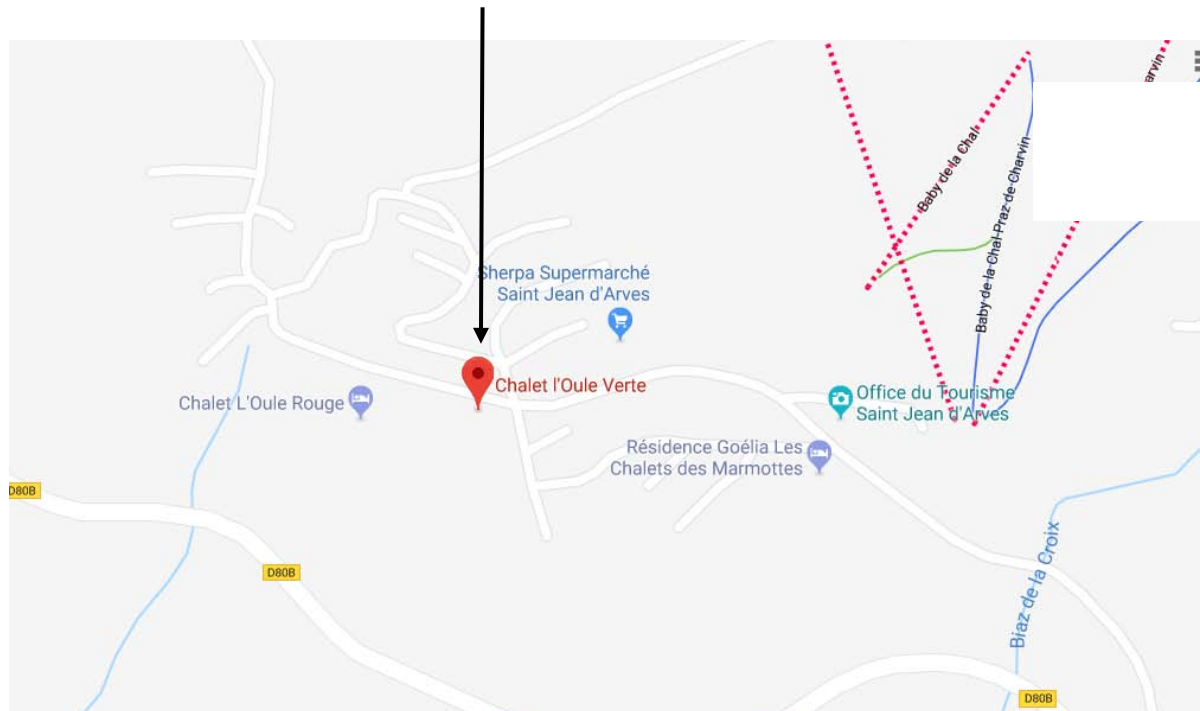 arvin
Baby de la Chal
Baby de la Chal-Praz de Charvin
Sherpa Supermarché
Saint Jean d'Arves
Chalet l'Oule Verte
Chalet L'Oule Rouge
Office du Tourisme
Saint Jean d'Arves
Résidence Goélia Les
Chalets des Marmottes
D80B
D80B
Biaz de la Croix
D80B